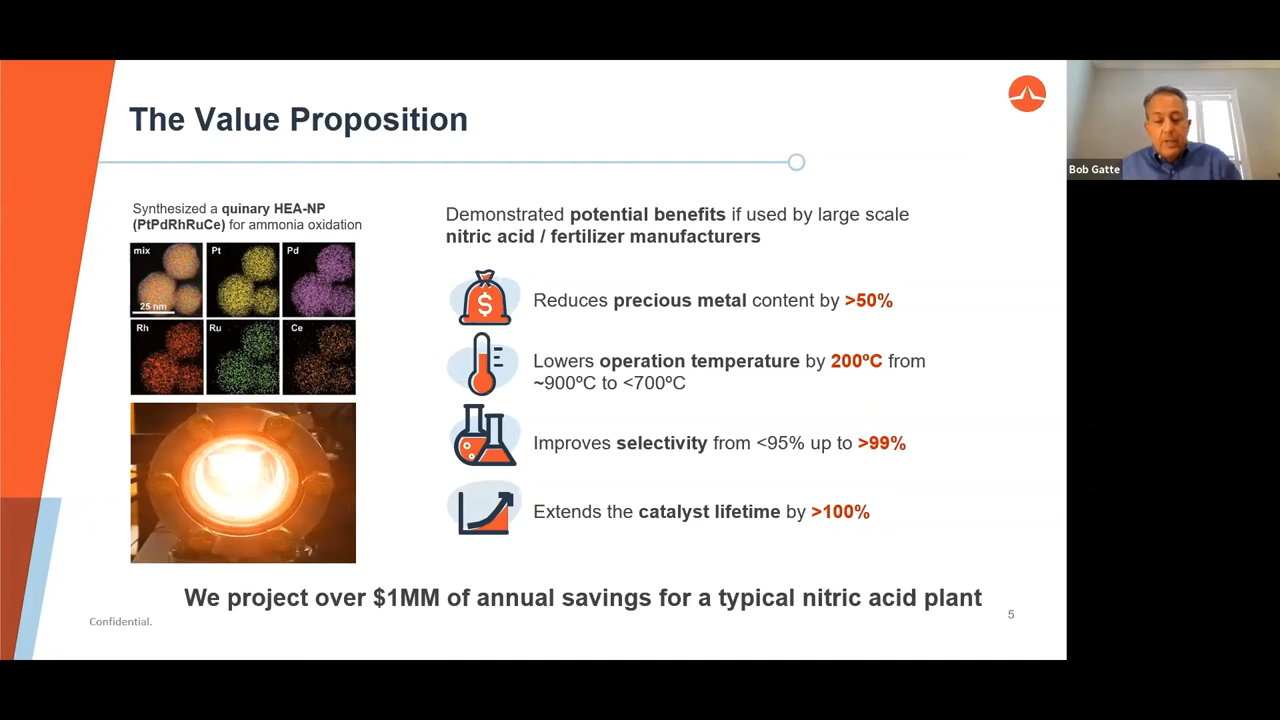 The Value Proposition
Bob Gatte
Synthesized a quinary HEA-NP
(PtPdRhRuCe) for ammonia oxidation
mix
Pt
Pd
25 nm
Rh
Ru
Ce
Demonstrated potential benefits if used by large scale
nitric acid / fertilizer manufacturers
$
Reduces precious metal content by >50%
Lowers operation temperature by 200ºC from
~900ºC to <700ºC
Improves selectivity from <95% up to >99%
Extends the catalyst lifetime by >100%
We project over $1MM of annual savings for a typical nitric acid plant
Confidential.
5